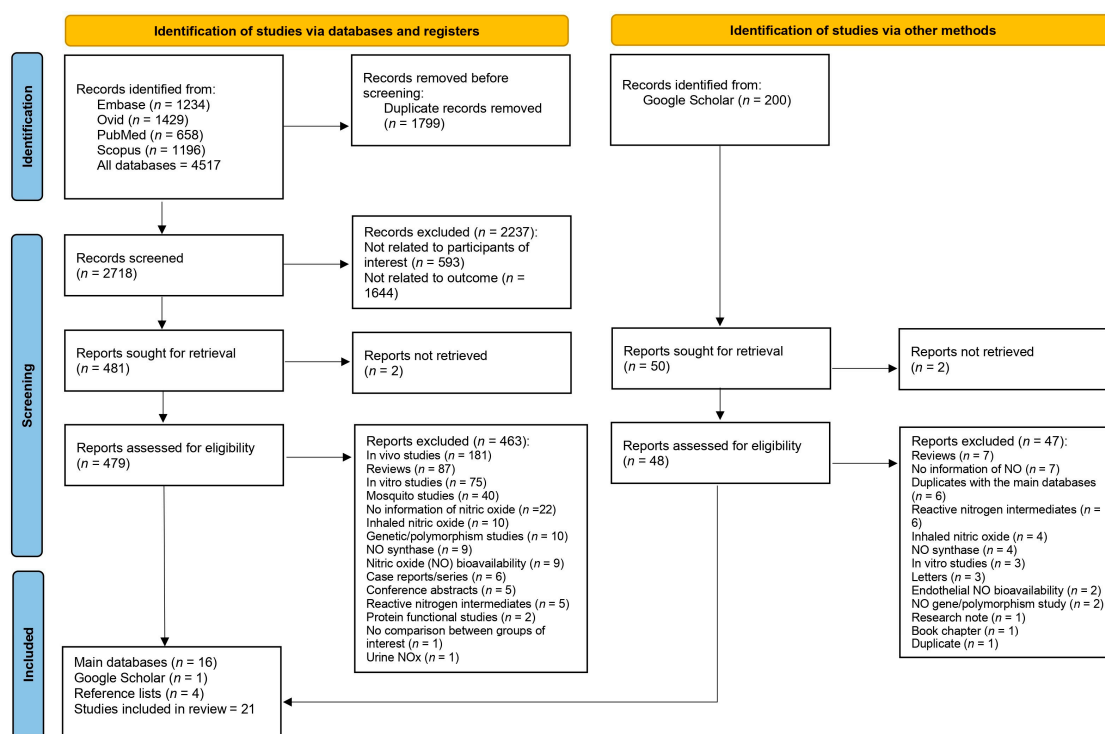 Identification of studies via databases and registers
Identification of studies via other methods
Identification
Records identified from:
Embase (n = 1234)
Ovid (n = 1429)
PubMed (n = 658)
Scopus (n = 1196)
All databases = 4517
Records removed before
screening:
Duplicate records removed
(n = 1799)
Records identified from:
Google Scholar (n = 200)
Screening
Records screened
(n = 2718)
Records excluded (n = 2237):
Not related to participants of
interest (n = 593)
Not related to outcome (n =
1644)
Reports sought for retrieval
(n = 481)
Reports not retrieved
(n = 2)
Reports sought for retrieval
(n = 50)
Reports not retrieved
(n = 2)
Reports assessed for eligibility
(n = 479)
Reports excluded (n = 463):
In vivo studies (n = 181)
Reviews (n = 87)
In vitro studies (n = 75)
Mosquito studies (n = 40)
No information of nitric oxide (n =22)
Inhaled nitric oxide (n = 10)
Genetic/polymorphism studies (n = 10)
NO synthase (n = 9)
Nitric oxide (NO) bioavailability (n = 9)
Case reports/series (n = 6)
Conference abstracts (n = 5)
Reactive nitrogen intermediates (n = 5)
Protein functional studies (n = 2)
No comparison between groups of
interest (n = 1)
Urine NOx (n = 1)
Reports assessed for eligibility
(n = 48)
Reports excluded (n = 47):
Reviews (n = 7)
No information of NO (n = 7)
Duplicates with the main databases
(n = 6)
Reactive nitrogen intermediates (n =
6)
Inhaled nitric oxide (n = 4)
NO synthase (n = 4)
In vitro studies (n = 3)
Letters (n = 3)
Endothelial NO bioavailability (n = 2)
NO gene/polymorphism study (n = 2)
Research note (n = 1)
Book chapter (n = 1)
Duplicate (n = 1)
Included
Main databases (n = 16)
Google Scholar (n = 1)
Reference lists (n = 4)
Studies included in review = 21